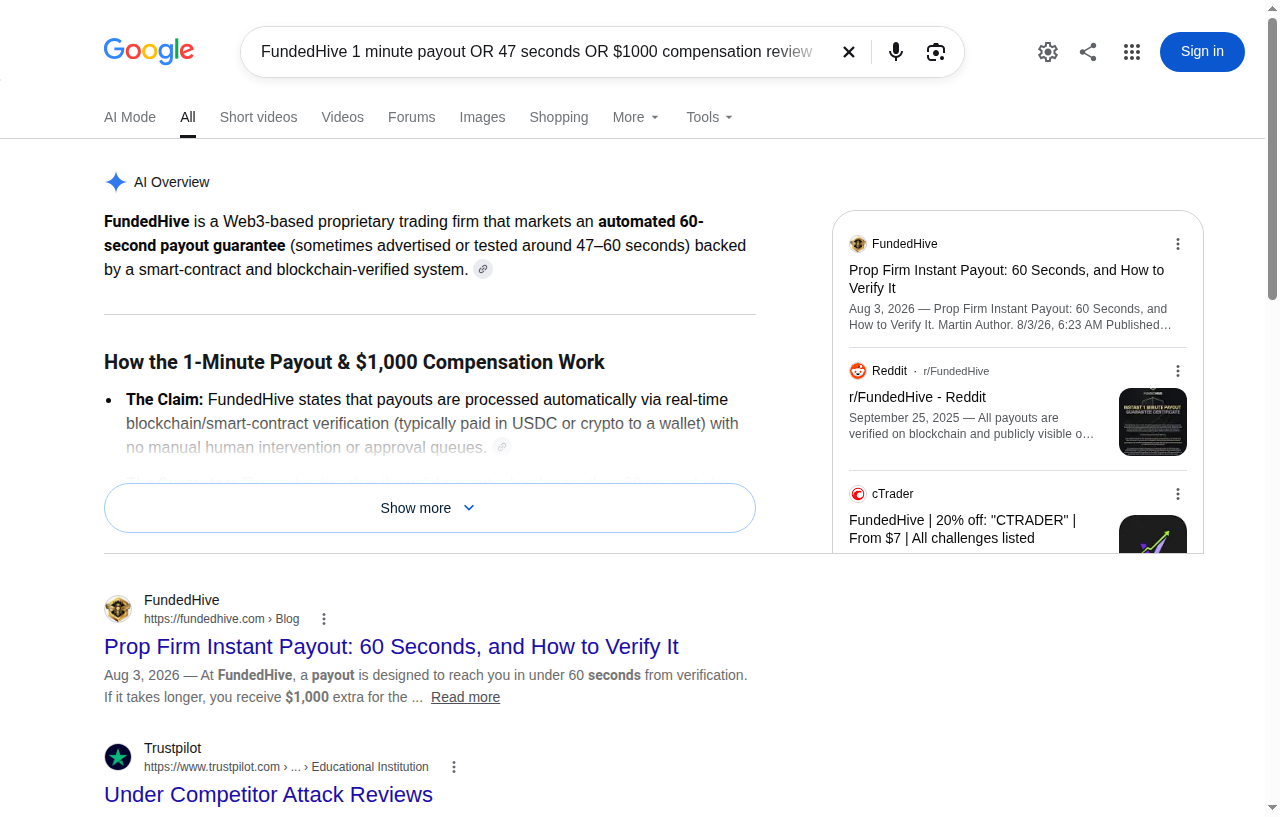 Google
FundedHive 1 minute payout OR 47 seconds OR $1000 compensation review
Sign in
AI Mode
All
Short videos
Videos
Forums
Images
Shopping
More
Tools
AI Overview
FundedHive is a Web3-based proprietary trading firm that markets an automated 60-
second payout guarantee (sometimes advertised or tested around 47–60 seconds) backed
by a smart-contract and blockchain-verified system.
How the 1-Minute Payout & $1,000 Compensation Work
The Claim: FundedHive states that payouts are processed automatically via real-time
blockchain/smart-contract verification (typically paid in USDC or crypto to a wallet) with
no manual human intervention or approval queues.
Show more
FundedHive
Prop Firm Instant Payout: 60 Seconds, and How to
Verify It
Aug 3, 2026 — Prop Firm Instant Payout: 60 Seconds, and
How to Verify It. Martin Author. 8/3/26, 6:23 AM Published…
Reddit · r/FundedHive
r/FundedHive - Reddit
September 25, 2025 — All payouts are
verified on blockchain and publicly visible o…
INSTANT 1 MINUTE PAYOUT
GUARANTEE CERTIFICATE
cTrader
FundedHive | 20% off: "CTRADER" |
From $7 | All challenges listed
FundedHive
https://fundedhive.com › Blog
Prop Firm Instant Payout: 60 Seconds, and How to Verify It
Aug 3, 2026 — At FundedHive, a payout is designed to reach you in under 60 seconds from verification.
If it takes longer, you receive $1,000 extra for the ... Read more
Trustpilot
https://www.trustpilot.com › ... › Educational Institution
Under Competitor Attack Reviews